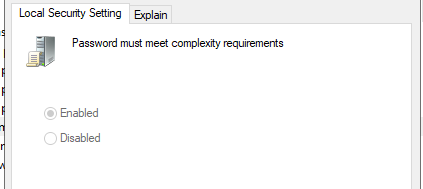 Local Security Setting
Explain
Password must meet complexity requirements
Enabled
Disabled